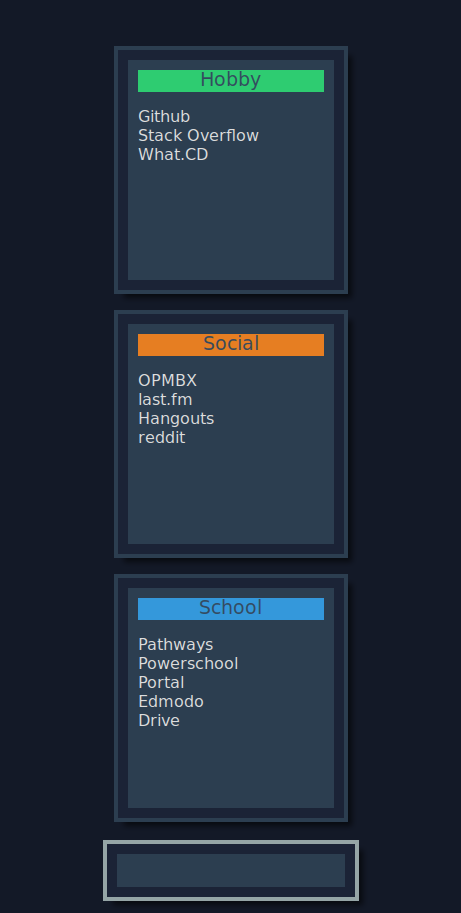 Hobby
Github
Stack Overflow
What.CD
Social
OPMBX
last.fm
Hangouts
reddit
School
Pathways
Powerschool
Portal
Edmodo
Drive